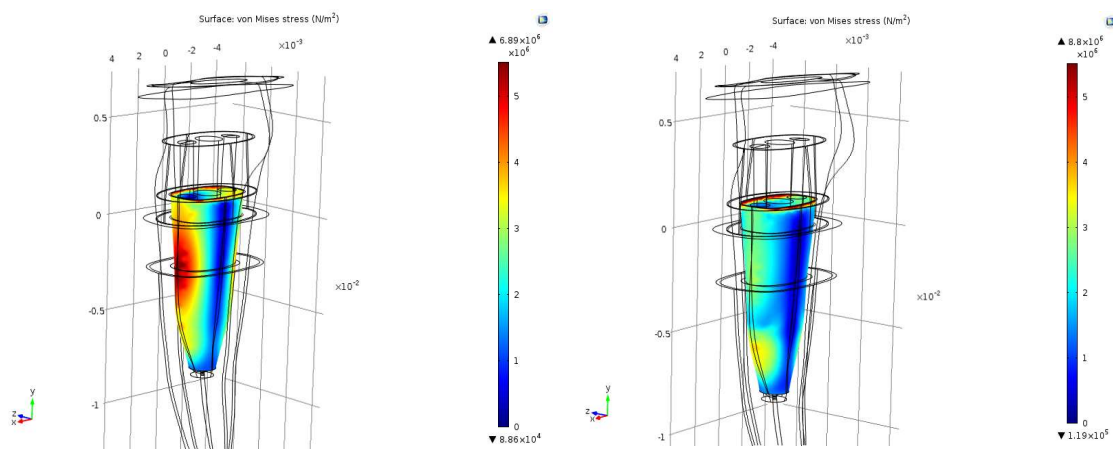 Surface: von Mises stress (N/m²)
4 2 0 -2 -4 ×10⁻³
0.5
0
-0.5
-1
×10⁻²
y
z
x
▲ 6.89×10⁶
×10⁶
5
4
3
2
1
0
▼ 8.86×10⁴
Surface: von Mises stress (N/m²)
4 2 0 -2 -4 ×10⁻³
0.5
0
-0.5
-1
×10⁻²
y
z
x
▲ 8.8×10⁶
×10⁶
5
4
3
2
1
0
▼ 1.19×10⁵